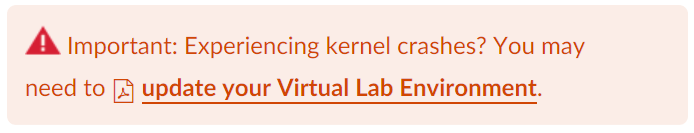 Important: Experiencing kernel crashes? You may
need to update your Virtual Lab Environment.